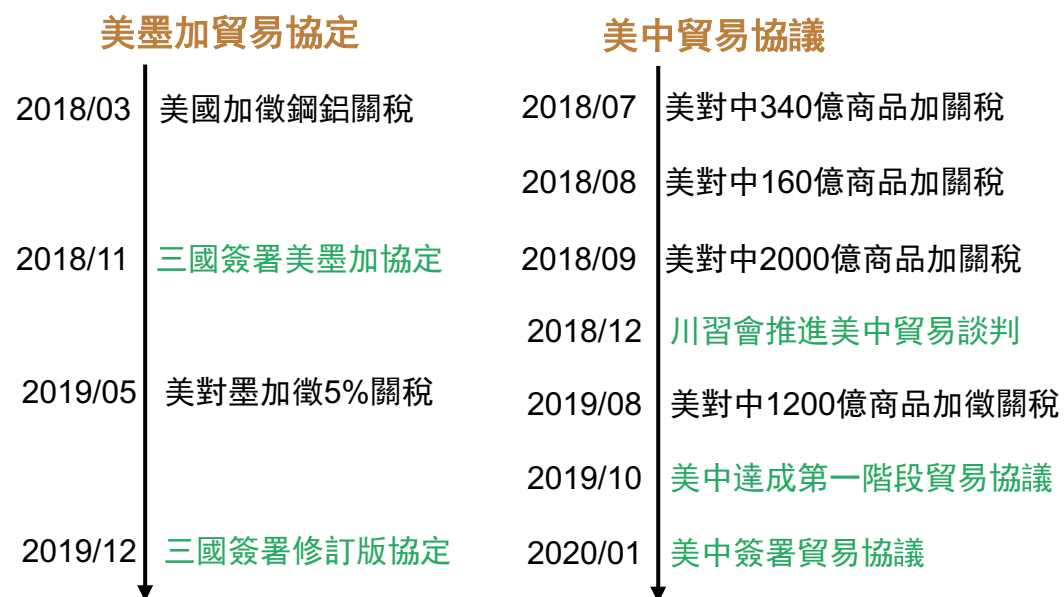 美墨加貿易協定
2018/03 美國加徵鋼鋁關稅
2018/11 三國簽署美墨加協定
2019/05 美對墨加徵5%關稅
2019/12 三國簽署修訂版協定
美中貿易協議
2018/07 美對中340億商品加關稅
2018/08 美對中160億商品加關稅
2018/09 美對中2000億商品加關稅
2018/12 川習會推進美中貿易談判
2019/08 美對中1200億商品加徵關稅
2019/10 美中達成第一階段貿易協議
2020/01 美中簽署貿易協議